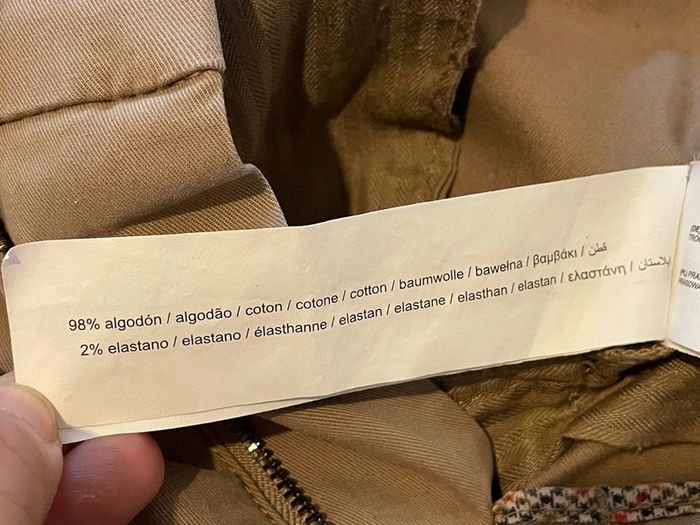 98% algodón / algodão / coton / cotone / cotton / baumwolle / bawełna / βαμβάκι / قطن
2% elastano / elastano / élasthanne / elastan / elastane / elasthan / elastan / ελαστάνη / إيلاستان